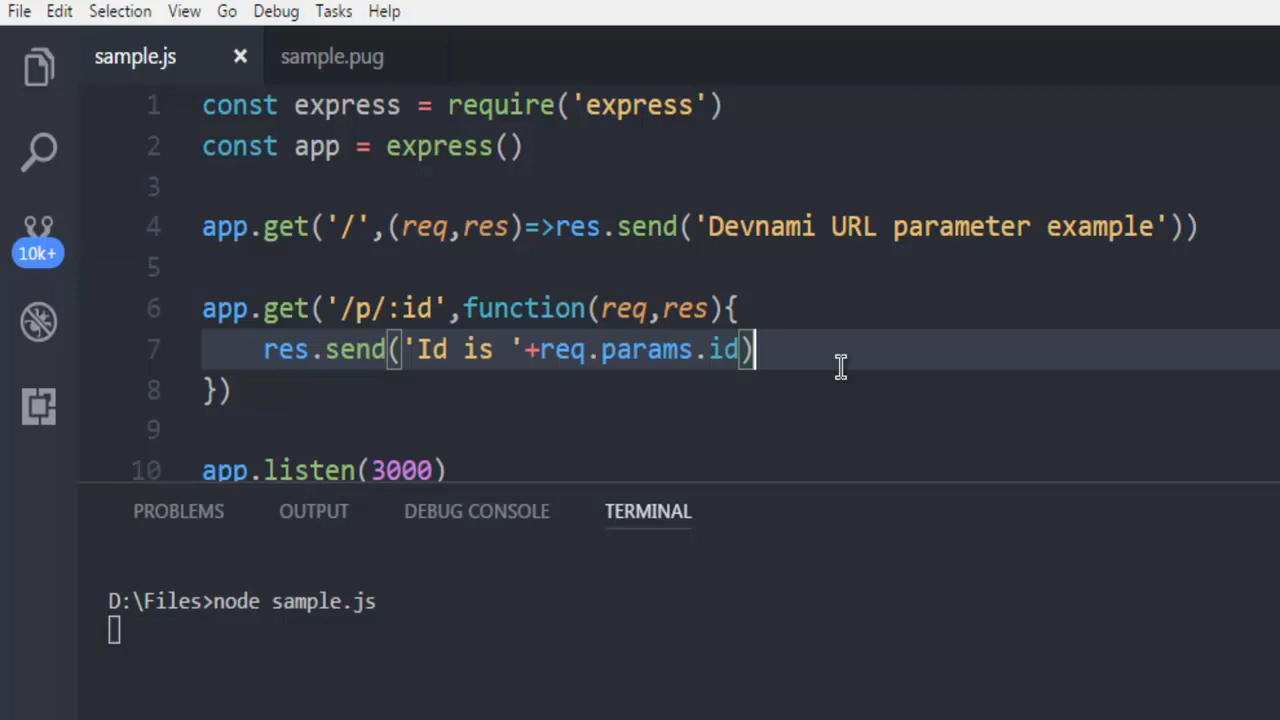 File Edit Selection View Go Debug Tasks Help
sample.js × sample.pug
1 const express = require('express')
2 const app = express()
3
4 app.get('/',(req,res)=>res.send('Devnami URL parameter example'))
5
6 app.get('/p/:id',function(req,res){
7     res.send('Id is '+req.params.id)
8 })
9
10 app.listen(3000)
10k+
PROBLEMS OUTPUT DEBUG CONSOLE TERMINAL
D:\Files>node sample.js